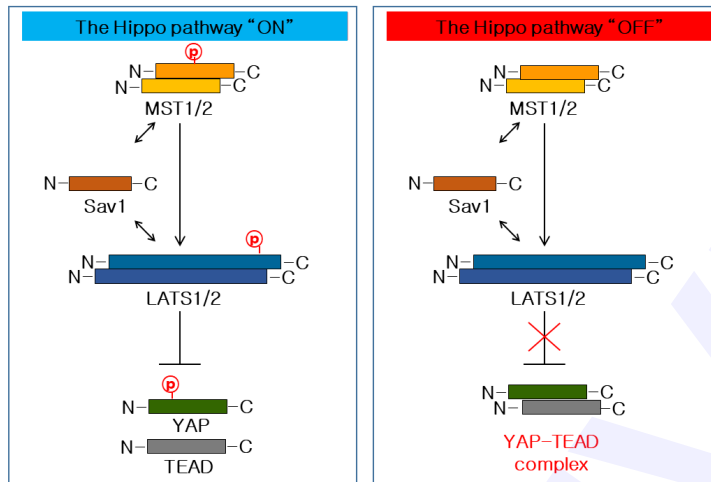 The Hippo pathway “ON”
p
N
C
N
C
MST1/2
N
C
Sav1
p
N
C
N
C
LATS1/2
p
N
C
YAP
N
C
TEAD
The Hippo pathway “OFF”
N
C
N
C
MST1/2
N
C
Sav1
N
C
N
C
LATS1/2
N
C
N
C
YAP-TEAD
complex